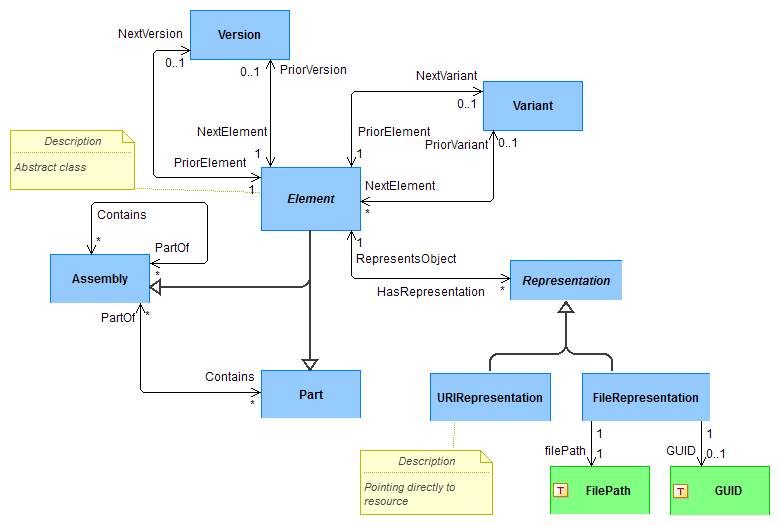 NextVersion
Version
0..1
0..1
PriorVersion
NextVariant
0..1
Variant
NextElement
PriorElement
PriorVariant
0..1
Description
Abstract class
PriorElement
1
1
1
Element
NextElement
*
Contains
*
PartOf
*
Assembly
1
RepresentsObject
HasRepresentation
*
Representation
PartOf
*
Contains
*
Part
URIRepresentation
FileRepresentation
1
filePath
1
1
GUID
0..1
Description
Pointing directly to
resource
T
FilePath
T
GUID